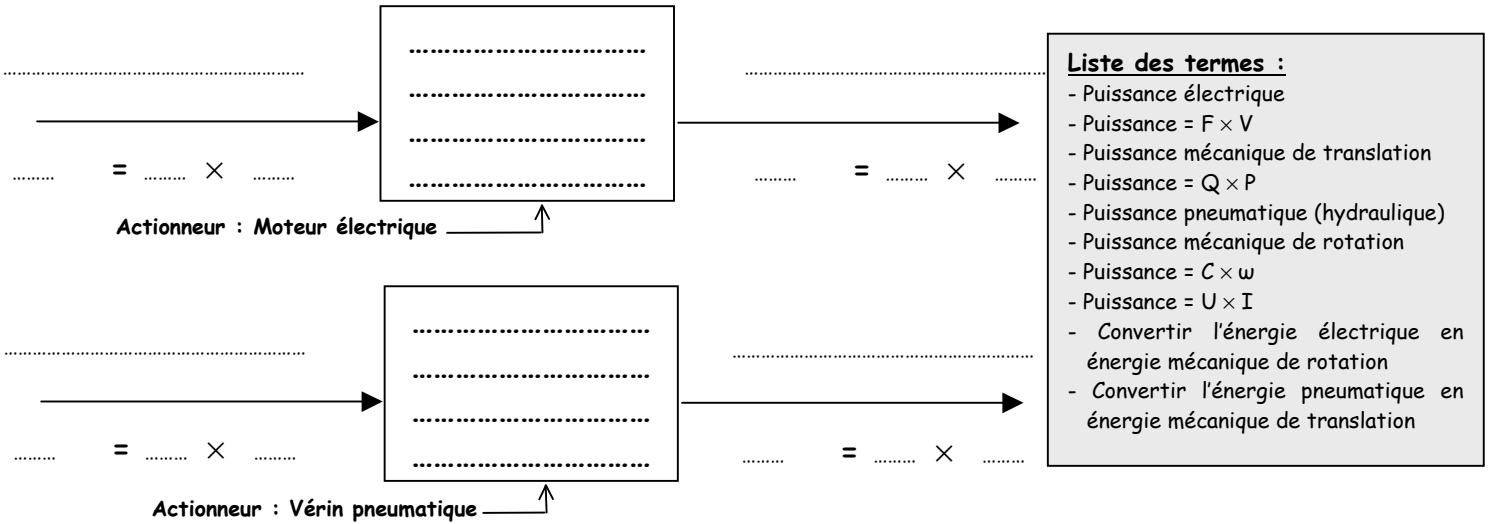 ……………………………………………………
……………………………
……………………………
……………………………
……………………………
……………………………………………………
……… = ……… × ………
……… = ……… × ………
Actionneur : Moteur électrique
……………………………………………………
……………………………
……………………………
……………………………
……………………………
……………………………………………………
……… = ……… × ………
……… = ……… × ………
Actionneur : Vérin pneumatique
Liste des termes :
- Puissance électrique
- Puissance = F × V
- Puissance mécanique de translation
- Puissance = Q × P
- Puissance pneumatique (hydraulique)
- Puissance mécanique de rotation
- Puissance = C × ω
- Puissance = U × I
- Convertir l'énergie électrique en
énergie mécanique de rotation
- Convertir l'énergie pneumatique en
énergie mécanique de translation